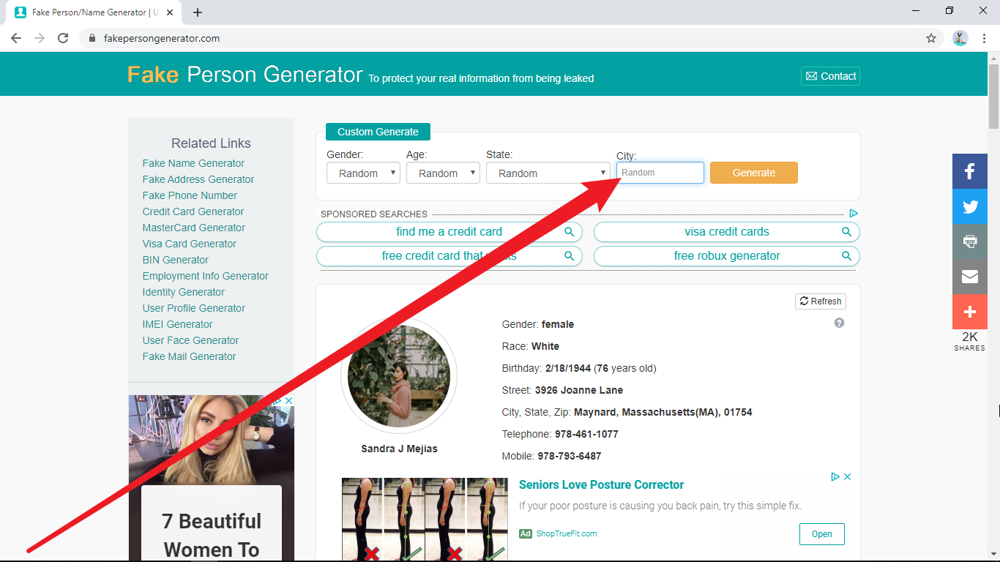 Fake Person/Name Generator | U
fakepersongenerator.com
Fake Person Generator To protect your real information from being leaked
Contact
Related Links
Fake Name Generator
Fake Address Generator
Fake Phone Number
Credit Card Generator
MasterCard Generator
Visa Card Generator
BIN Generator
Employment Info Generator
Identity Generator
User Profile Generator
IMEI Generator
User Face Generator
Fake Mail Generator
7 Beautiful
Women To
Custom Generate
Gender: Age: State: City:
Random Random Random Random Generate
SPONSORED SEARCHES
find me a credit card visa credit cards
free credit card that works free robux generator
Refresh
Sandra J Mejias
Gender: female
Race: White
Birthday: 2/18/1944 (76 years old)
Street: 3926 Joanne Lane
City, State, Zip: Maynard, Massachusetts(MA), 01754
Telephone: 978-461-1077
Mobile: 978-793-6487
Seniors Love Posture Corrector
If your poor posture is causing you back pain, try this simple fix.
Ad ShopTrueFit.com
Open
2K
SHARES